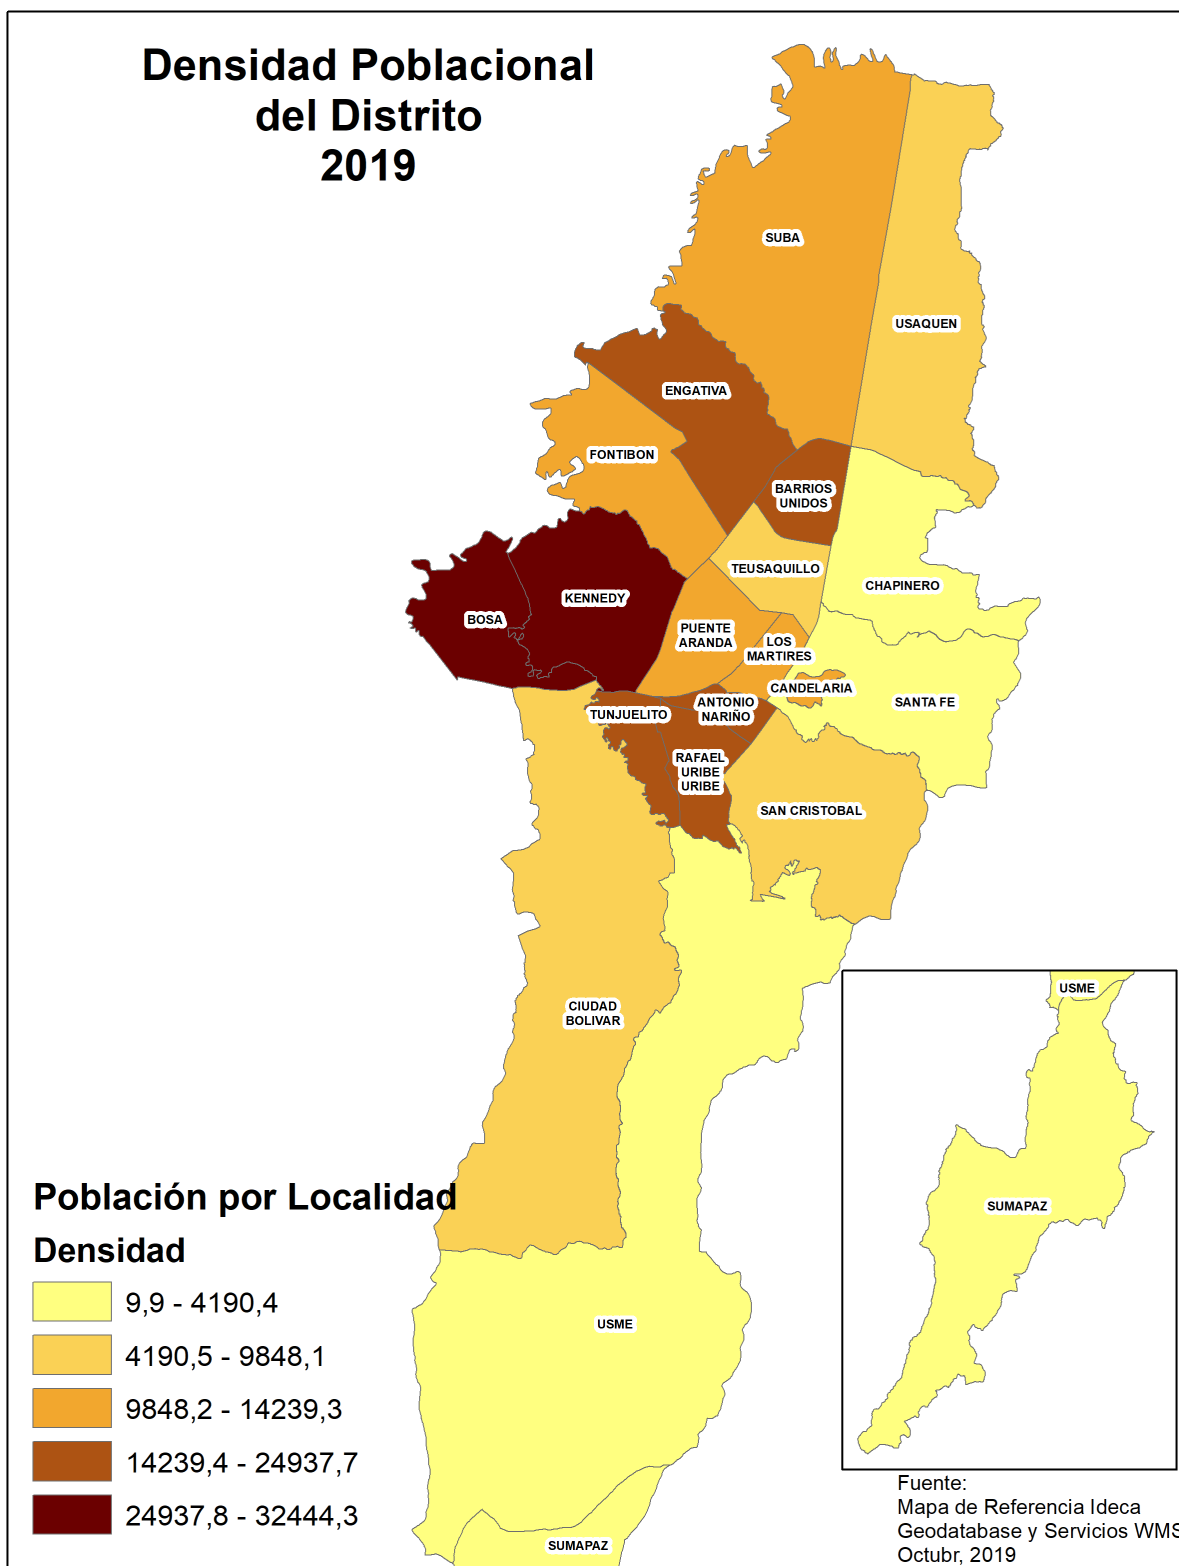 Densidad Poblacional
del Distrito
2019
SUBA
USAQUEN
ENGATIVA
FONTIBON
BARRIOS
UNIDOS
TEUSAQUILLO
CHAPINERO
KENNEDY
BOSA
PUENTE
ARANDA
LOS
MARTIRES
CANDELARIA
SANTA FE
ANTONIO
NARIÑO
TUNJUELITO
RAFAEL
URIBE
URIBE
SAN CRISTOBAL
CIUDAD
BOLIVAR
USME
SUMAPAZ
USME
SUMAPAZ
Población por Localidad
Densidad
9,9 - 4190,4
4190,5 - 9848,1
9848,2 - 14239,3
14239,4 - 24937,7
24937,8 - 32444,3
Fuente:
Mapa de Referencia Ideca
Geodatabase y Servicios WMS
Octubr, 2019